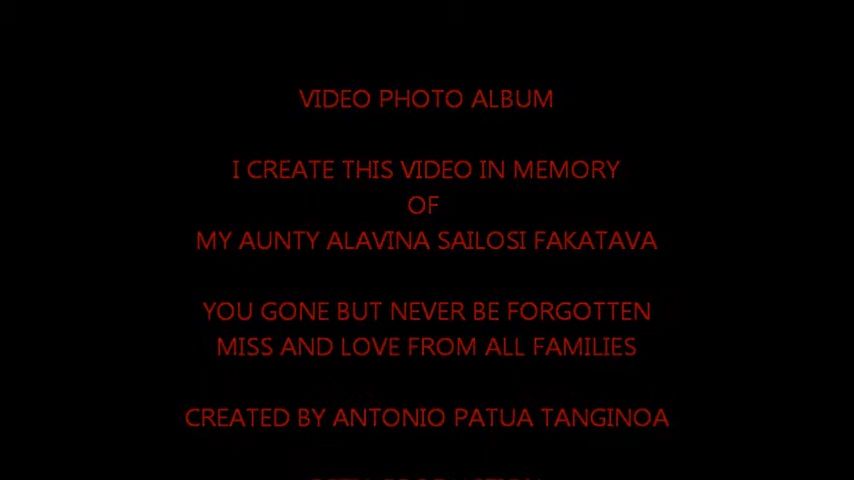 VIDEO PHOTO ALBUM
I CREATE THIS VIDEO IN MEMORY
OF
MY AUNTY ALAVINA SAILOSI FAKATAVA
YOU GONE BUT NEVER BE FORGOTTEN
MISS AND LOVE FROM ALL FAMILIES
CREATED BY ANTONIO PATUA TANGINOA